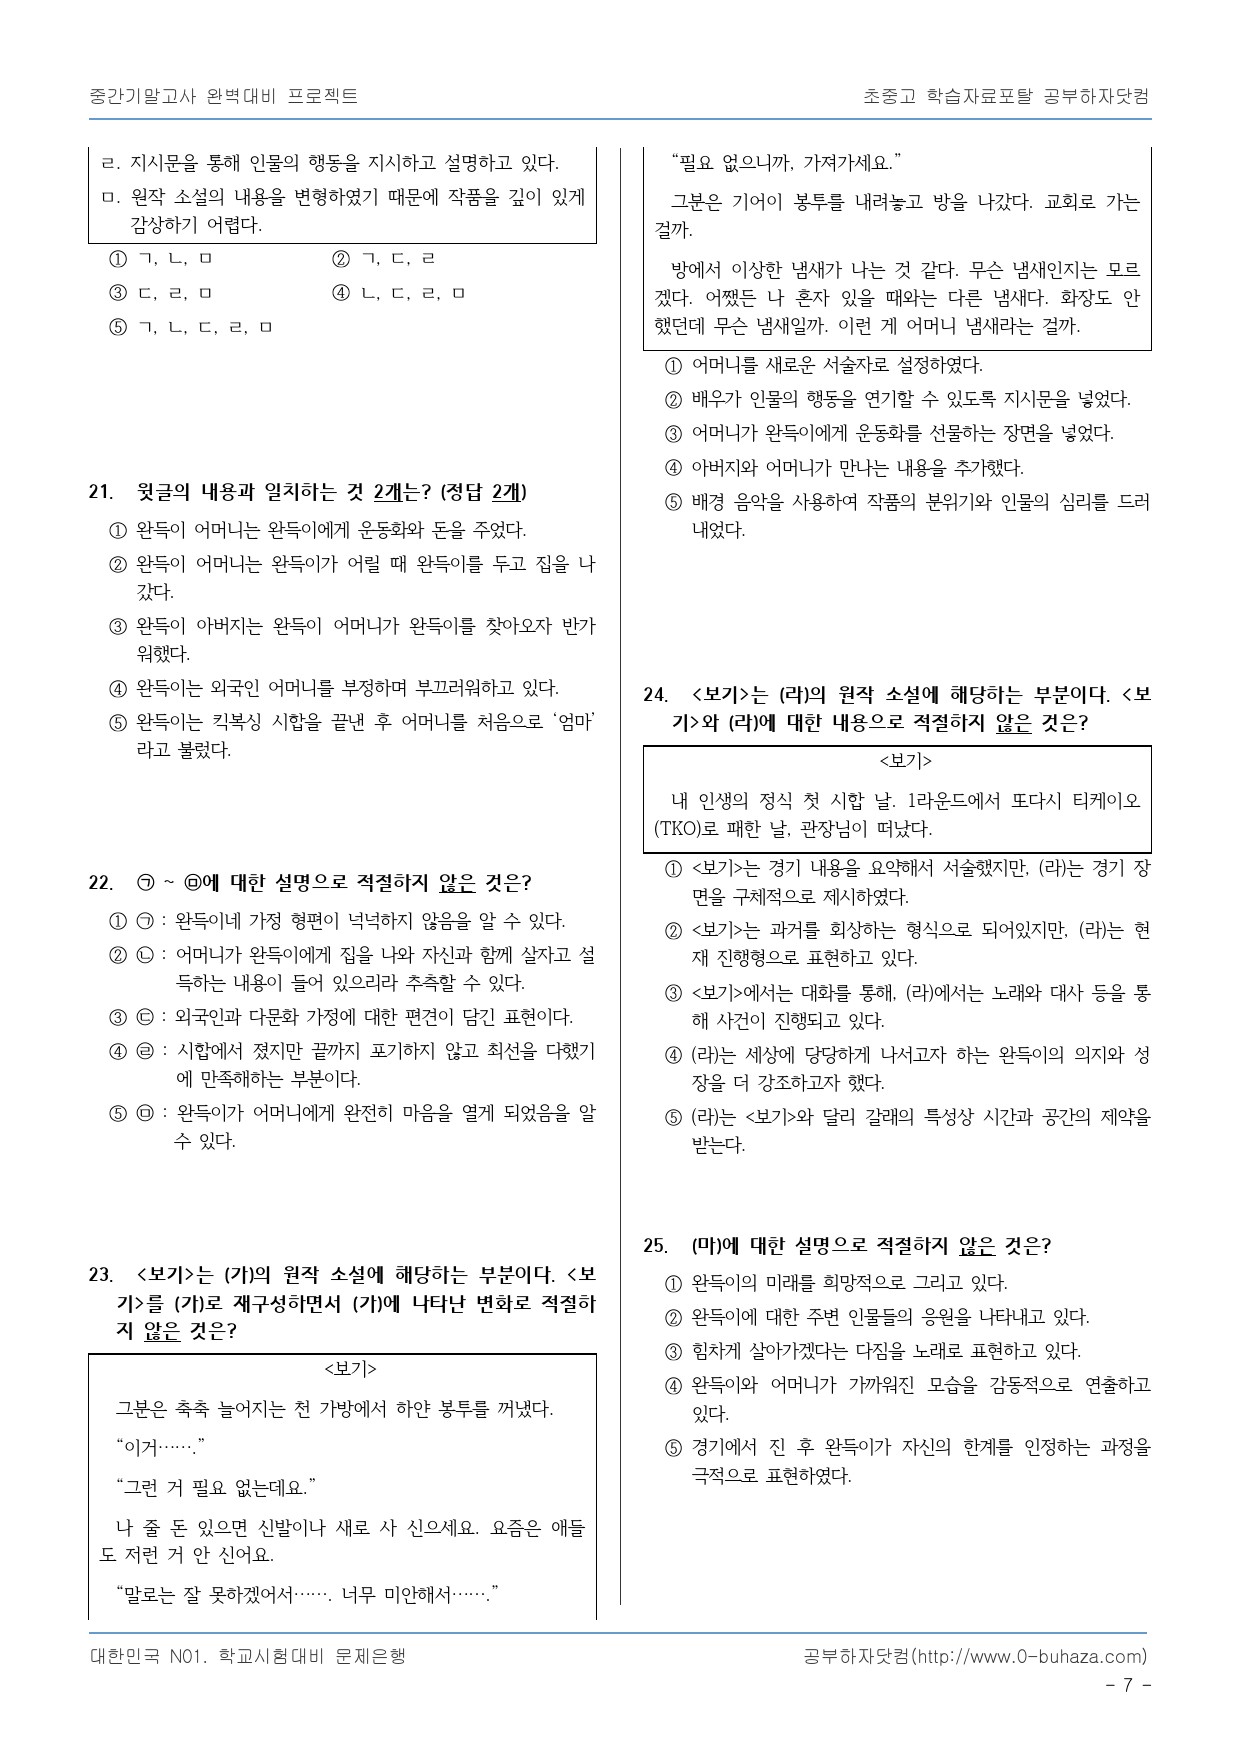 중간기말고사 완벽대비 프로젝트
초중고 학습자료포탈 공부하자닷컴
ㄹ. 지시문을 통해 인물의 행동을 지시하고 설명하고 있다.
ㅁ. 원작 소설의 내용을 변형하였기 때문에 작품을 깊이 있게
감상하기 어렵다.
① ㄱ, ㄴ, ㅁ ② ㄱ, ㄷ, ㄹ
③ ㄷ, ㄹ, ㅁ ④ ㄴ, ㄷ, ㄹ, ㅁ
⑤ ㄱ, ㄴ, ㄷ, ㄹ, ㅁ
21. 윗글의 내용과 일치하는 것 2개는? (정답 2개)
① 완득이 어머니는 완득이에게 운동화와 돈을 주었다.
② 완득이 어머니는 완득이가 어릴 때 완득이를 두고 집을 나
갔다.
③ 완득이 아버지는 완득이 어머니가 완득이를 찾아오자 반가
워했다.
④ 완득이는 외국인 어머니를 부정하며 부끄러워하고 있다.
⑤ 완득이는 킥복싱 시합을 끝낸 후 어머니를 처음으로 ‘엄마’
라고 불렀다.
22. ㉠ ~ ㉤에 대한 설명으로 적절하지 않은 것은?
① ㉠ : 완득이네 가정 형편이 넉넉하지 않음을 알 수 있다.
② ㉡ : 어머니가 완득이에게 집을 나와 자신과 함께 살자고 설
득하는 내용이 들어 있으리라 추측할 수 있다.
③ ㉢ : 외국인과 다문화 가정에 대한 편견이 담긴 표현이다.
④ ㉣ : 시합에서 졌지만 끝까지 포기하지 않고 최선을 다했기
에 만족해하는 부분이다.
⑤ ㉤ : 완득이가 어머니에게 완전히 마음을 열게 되었음을 알
수 있다.
23. <보기>는 (가)의 원작 소설에 해당하는 부분이다. <보
기>를 (가)로 재구성하면서 (가)에 나타난 변화로 적절하
지 않은 것은?
<보기>
그분은 축축 늘어지는 천 가방에서 하얀 봉투를 꺼냈다.
“이거…….”
“그런 거 필요 없는데요.”
나 줄 돈 있으면 신발이나 새로 사 신으세요. 요즘은 애들
도 저런 거 안 신어요.
“말로는 잘 못하겠어서……. 너무 미안해서…….”
“필요 없으니까, 가져가세요.”
그분은 기어이 봉투를 내려놓고 방을 나갔다. 교회로 가는
걸까.
방에서 이상한 냄새가 나는 것 같다. 무슨 냄새인지는 모르
겠다. 어쨌든 나 혼자 있을 때와는 다른 냄새다. 화장도 안
했던데 무슨 냄새일까. 이런 게 어머니 냄새라는 걸까.
① 어머니를 새로운 서술자로 설정하였다.
② 배우가 인물의 행동을 연기할 수 있도록 지시문을 넣었다.
③ 어머니가 완득이에게 운동화를 선물하는 장면을 넣었다.
④ 아버지와 어머니가 만나는 내용을 추가했다.
⑤ 배경 음악을 사용하여 작품의 분위기와 인물의 심리를 드러
내었다.
24. <보기>는 (라)의 원작 소설에 해당하는 부분이다. <보
기>와 (라)에 대한 내용으로 적절하지 않은 것은?
<보기>
내 인생의 정식 첫 시합 날. 1라운드에서 또다시 티케이오
(TKO)로 패한 날, 관장님이 떠났다.
① <보기>는 경기 내용을 요약해서 서술했지만, (라)는 경기 장
면을 구체적으로 제시하였다.
② <보기>는 과거를 회상하는 형식으로 되어있지만, (라)는 현
재 진행형으로 표현하고 있다.
③ <보기>에서는 대화를 통해, (라)에서는 노래와 대사 등을 통
해 사건이 진행되고 있다.
④ (라)는 세상에 당당하게 나서고자 하는 완득이의 의지와 성
장을 더 강조하고자 했다.
⑤ (라)는 <보기>와 달리 갈래의 특성상 시간과 공간의 제약을
받는다.
25. (마)에 대한 설명으로 적절하지 않은 것은?
① 완득이의 미래를 희망적으로 그리고 있다.
② 완득이에 대한 주변 인물들의 응원을 나타내고 있다.
③ 힘차게 살아가겠다는 다짐을 노래로 표현하고 있다.
④ 완득이와 어머니가 가까워진 모습을 감동적으로 연출하고
있다.
⑤ 경기에서 진 후 완득이가 자신의 한계를 인정하는 과정을
극적으로 표현하였다.
대한민국 N01. 학교시험대비 문제은행
공부하자닷컴(http://www.0-buhaza.com)
- 7 -